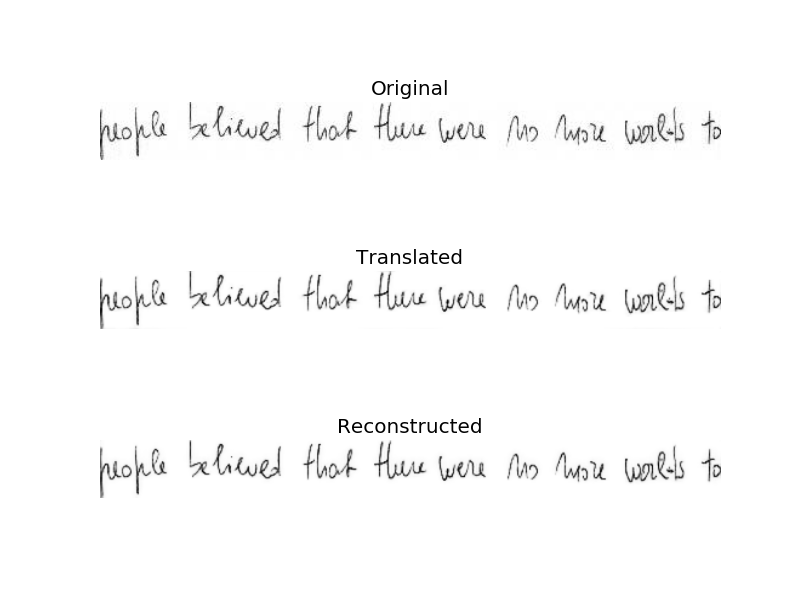 Original
people believed that there were no more worlds to
Translated
people believed that there were no more worlds to
Reconstructed
people believed that there were no more worlds to